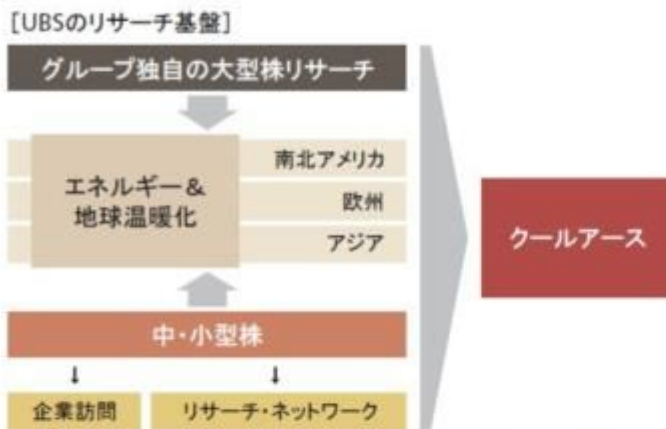 [UBSのリサーチ基盤]
グループ独自の大型株リサーチ
エネルギー&
地球温暖化
南北アメリカ
欧州
アジア
クールアース
中・小型株
↓ ↓
企業訪問 リサーチ・ネットワーク